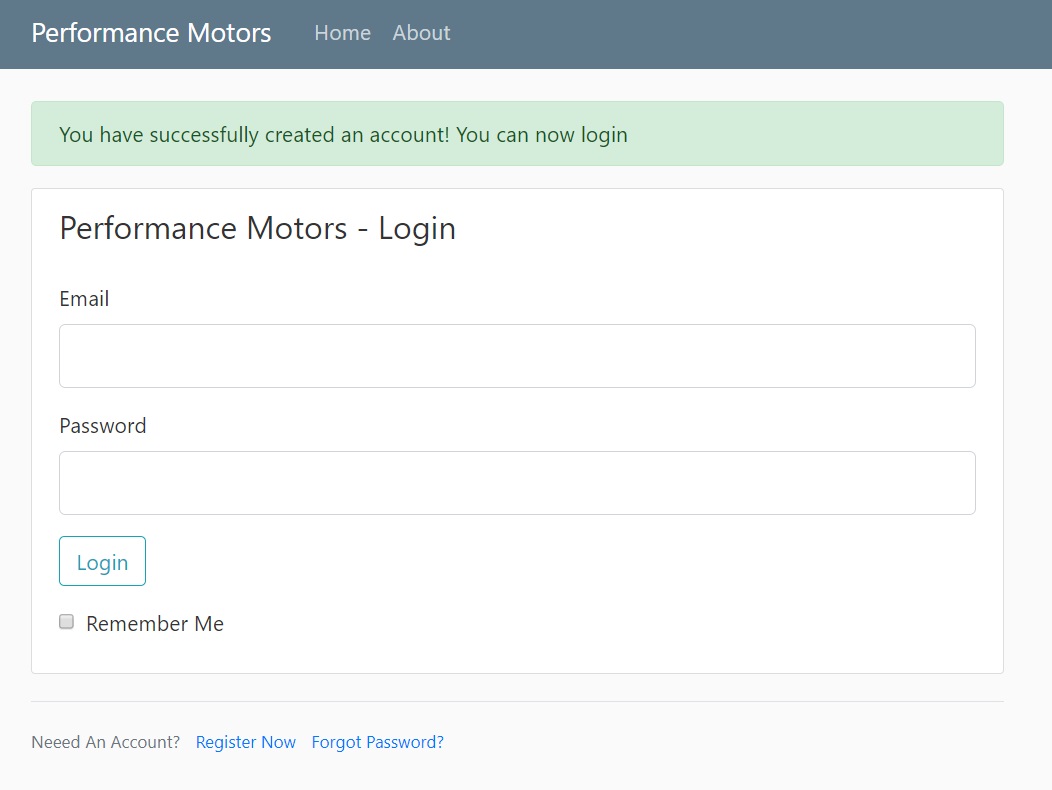 Performance Motors Home About
You have successfully created an account! You can now login
Performance Motors - Login
Email
Password
Login
Remember Me
Neeed An Account? Register Now Forgot Password?